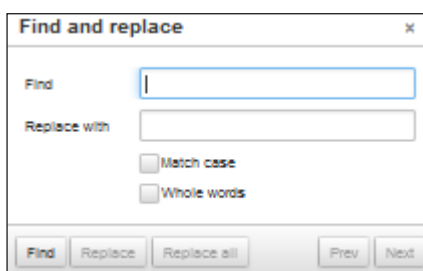 Find and replace ×
Find
Replace with
Match case
Whole words
Find Replace Replace all Prev Next